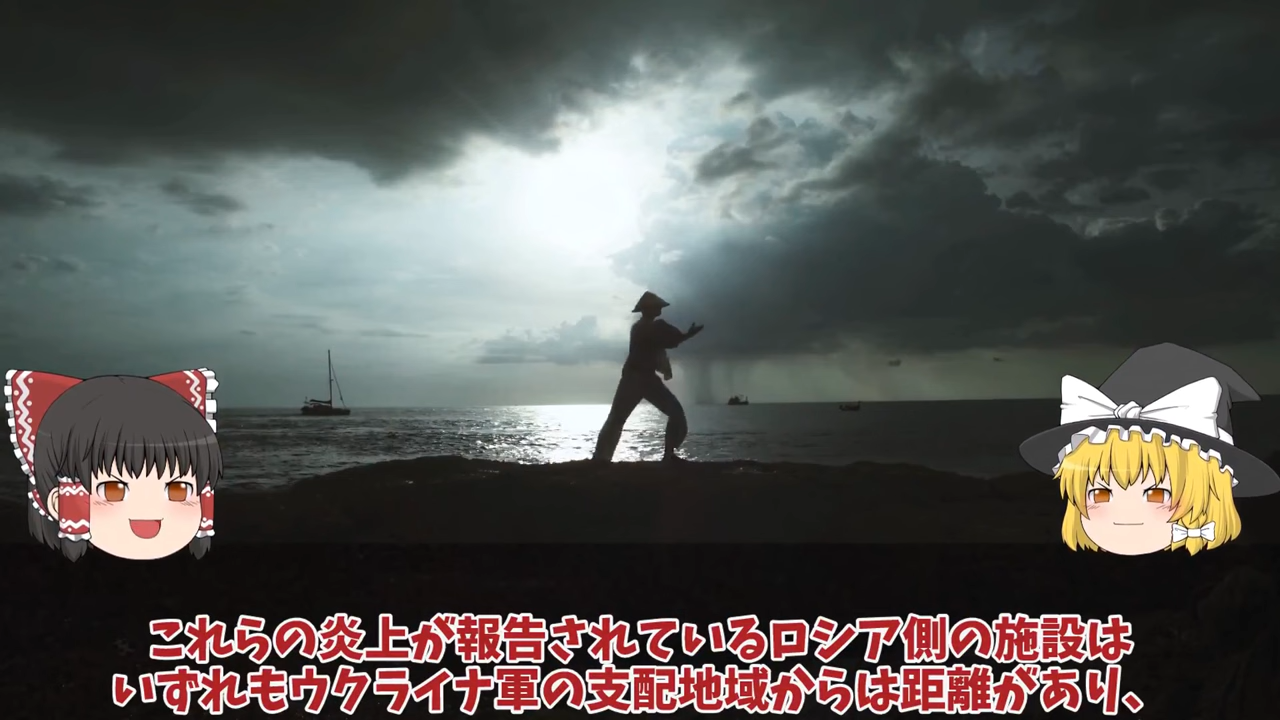 これらの炎上が報告されているロシア側の施設は
いずれもウクライナ軍の支配地域からは距離があり、